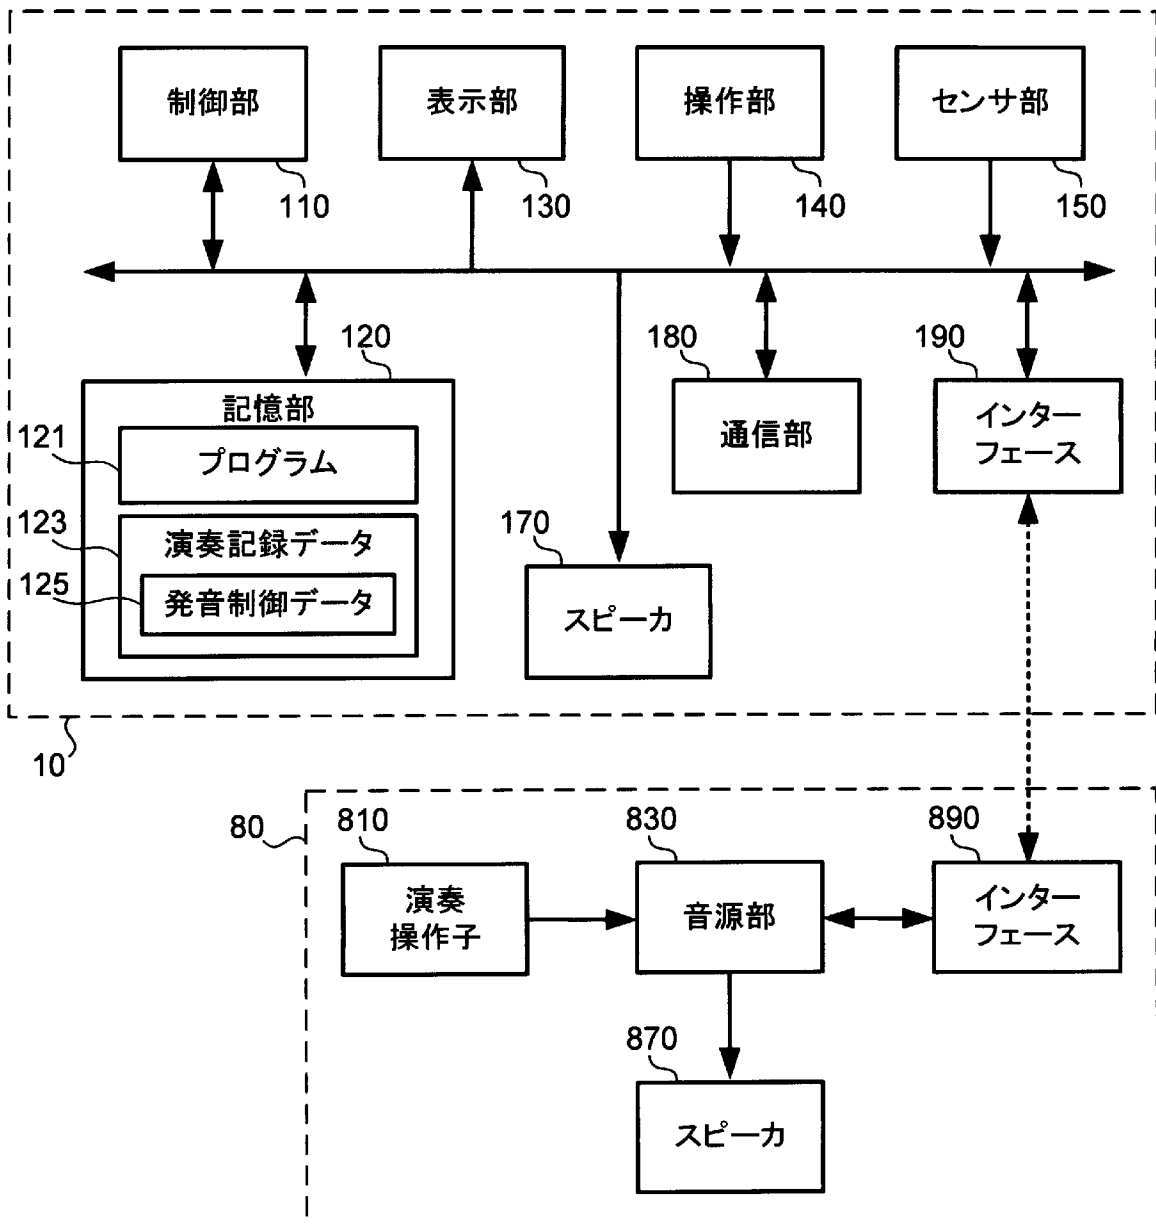 制御部
110
表示部
130
操作部
140
センサ部
150
120
記憶部
121
プログラム
123
演奏記録データ
125
発音制御データ
170
スピーカ
180
通信部
190
インター
フェース
10
80
810
演奏
操作子
830
音源部
890
インター
フェース
870
スピーカ